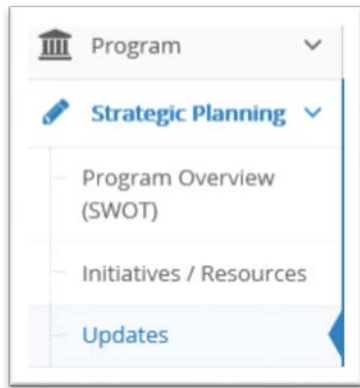 Program
Strategic Planning
Program Overview
(SWOT)
Initiatives / Resources
Updates